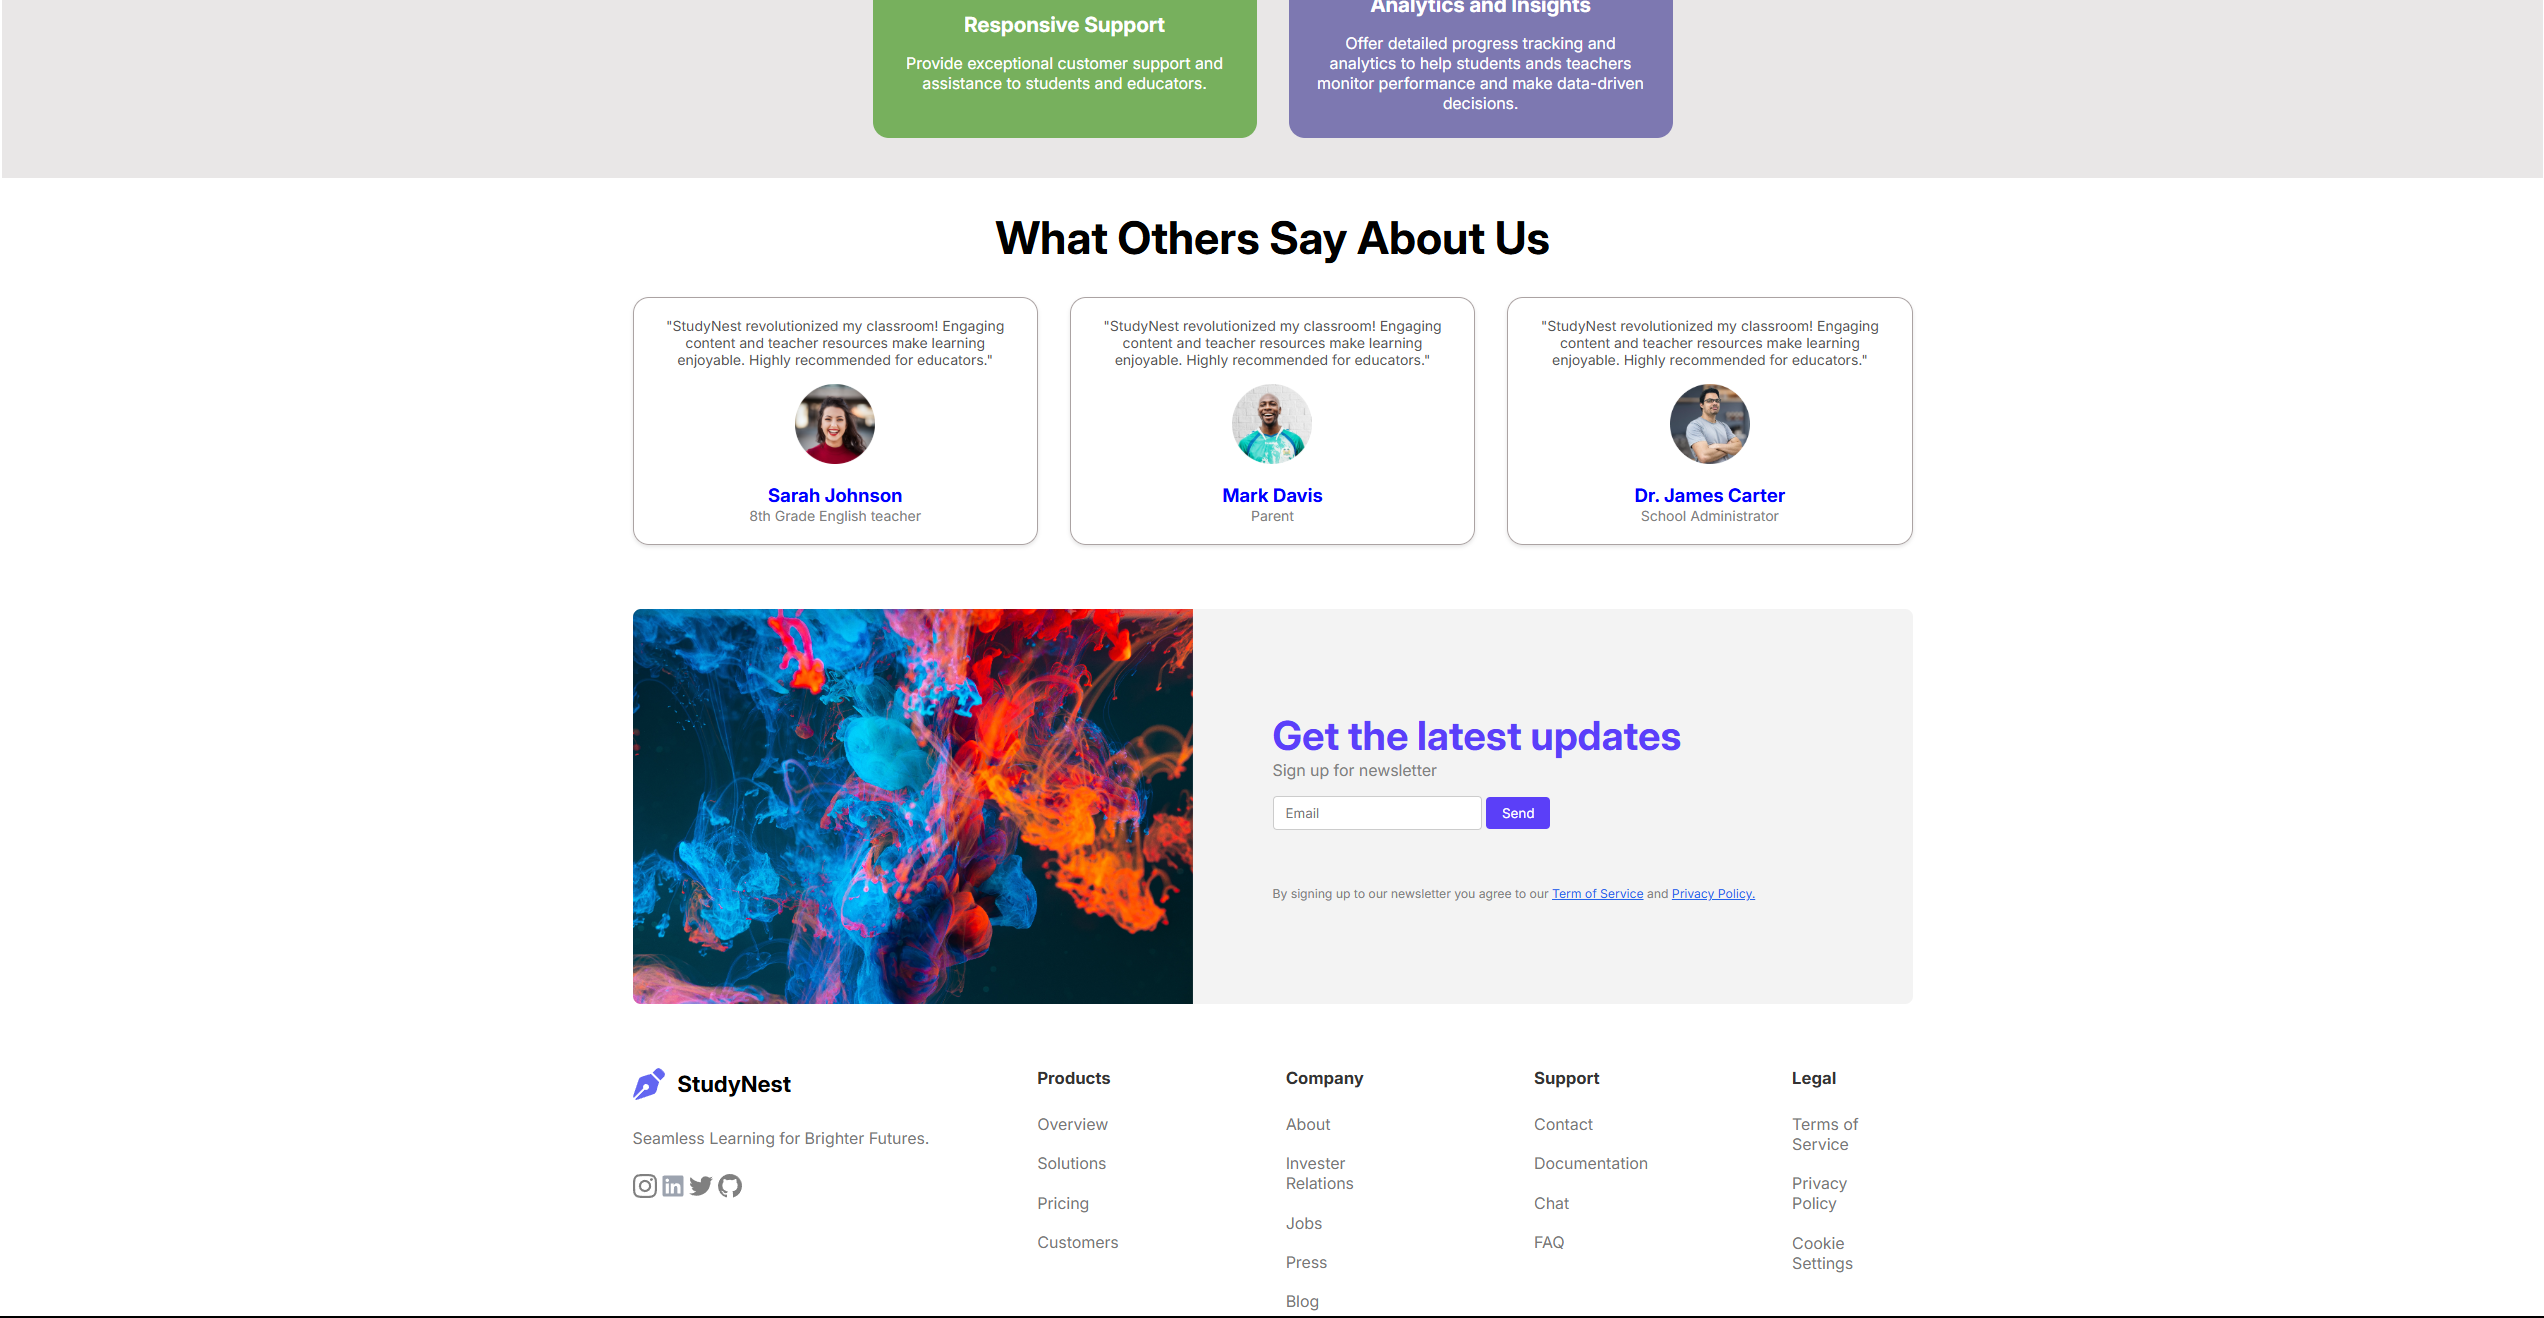 Responsive Support
Provide exceptional customer support and
assistance to students and educators.
Analytics and Insights
Offer detailed progress tracking and
analytics to help students ands teachers
monitor performance and make data-driven
decisions.
What Others Say About Us
"StudyNest revolutionized my classroom! Engaging
content and teacher resources make learning
enjoyable. Highly recommended for educators."
Sarah Johnson
8th Grade English teacher
"StudyNest revolutionized my classroom! Engaging
content and teacher resources make learning
enjoyable. Highly recommended for educators."
Mark Davis
Parent
"StudyNest revolutionized my classroom! Engaging
content and teacher resources make learning
enjoyable. Highly recommended for educators."
Dr. James Carter
School Administrator
Get the latest updates
Sign up for newsletter
Email
Send
By signing up to our newsletter you agree to our Term of Service and Privacy Policy.
StudyNest
Seamless Learning for Brighter Futures.
Products
Overview
Solutions
Pricing
Customers
Company
About
Invester
Relations
Jobs
Press
Blog
Support
Contact
Documentation
Chat
FAQ
Legal
Terms of
Service
Privacy
Policy
Cookie
Settings